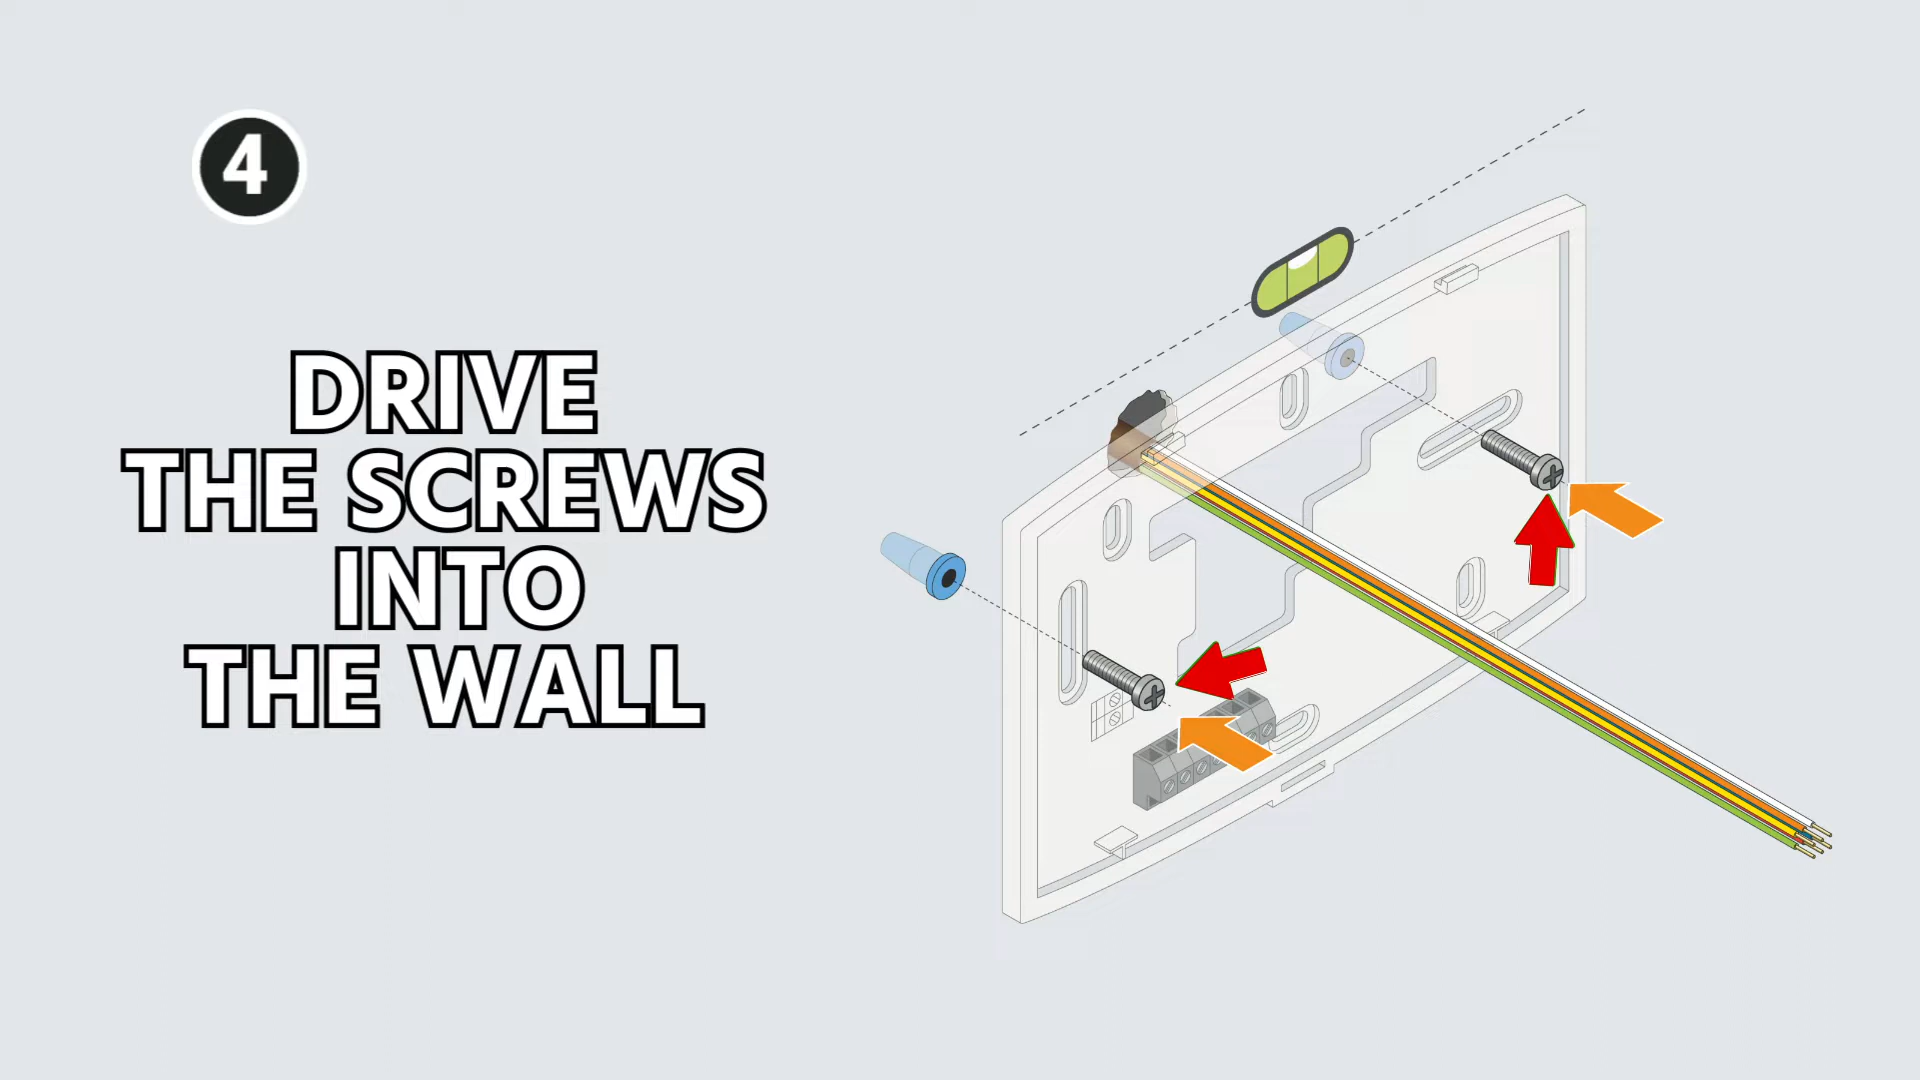 4
DRIVE
THE SCREWS
INTO
THE WALL